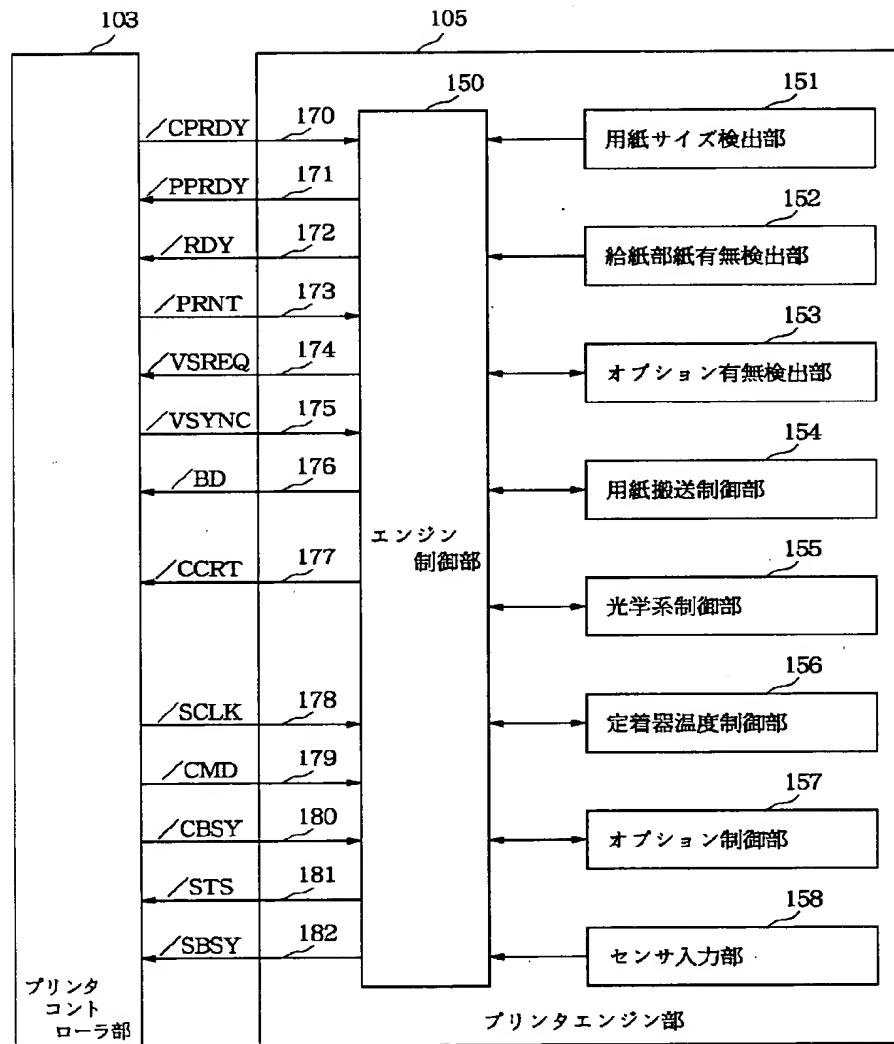 103
105
150
/CPRDY
170
/PPRDY
171
/RDY
172
/PRNT
173
/VSREQ
174
/VSYNC
175
/BD
176
/CCRT
177
/SCLK
178
/CMD
179
/CBSY
180
/STS
181
/SBSY
182
エンジン
制御部
151
用紙サイズ検出部
152
給紙部紙有無検出部
153
オプション有無検出部
154
用紙搬送制御部
155
光学系制御部
156
定着器温度制御部
157
オプション制御部
158
センサ入力部
プリンタ
コント
ローラ部
プリンタエンジン部